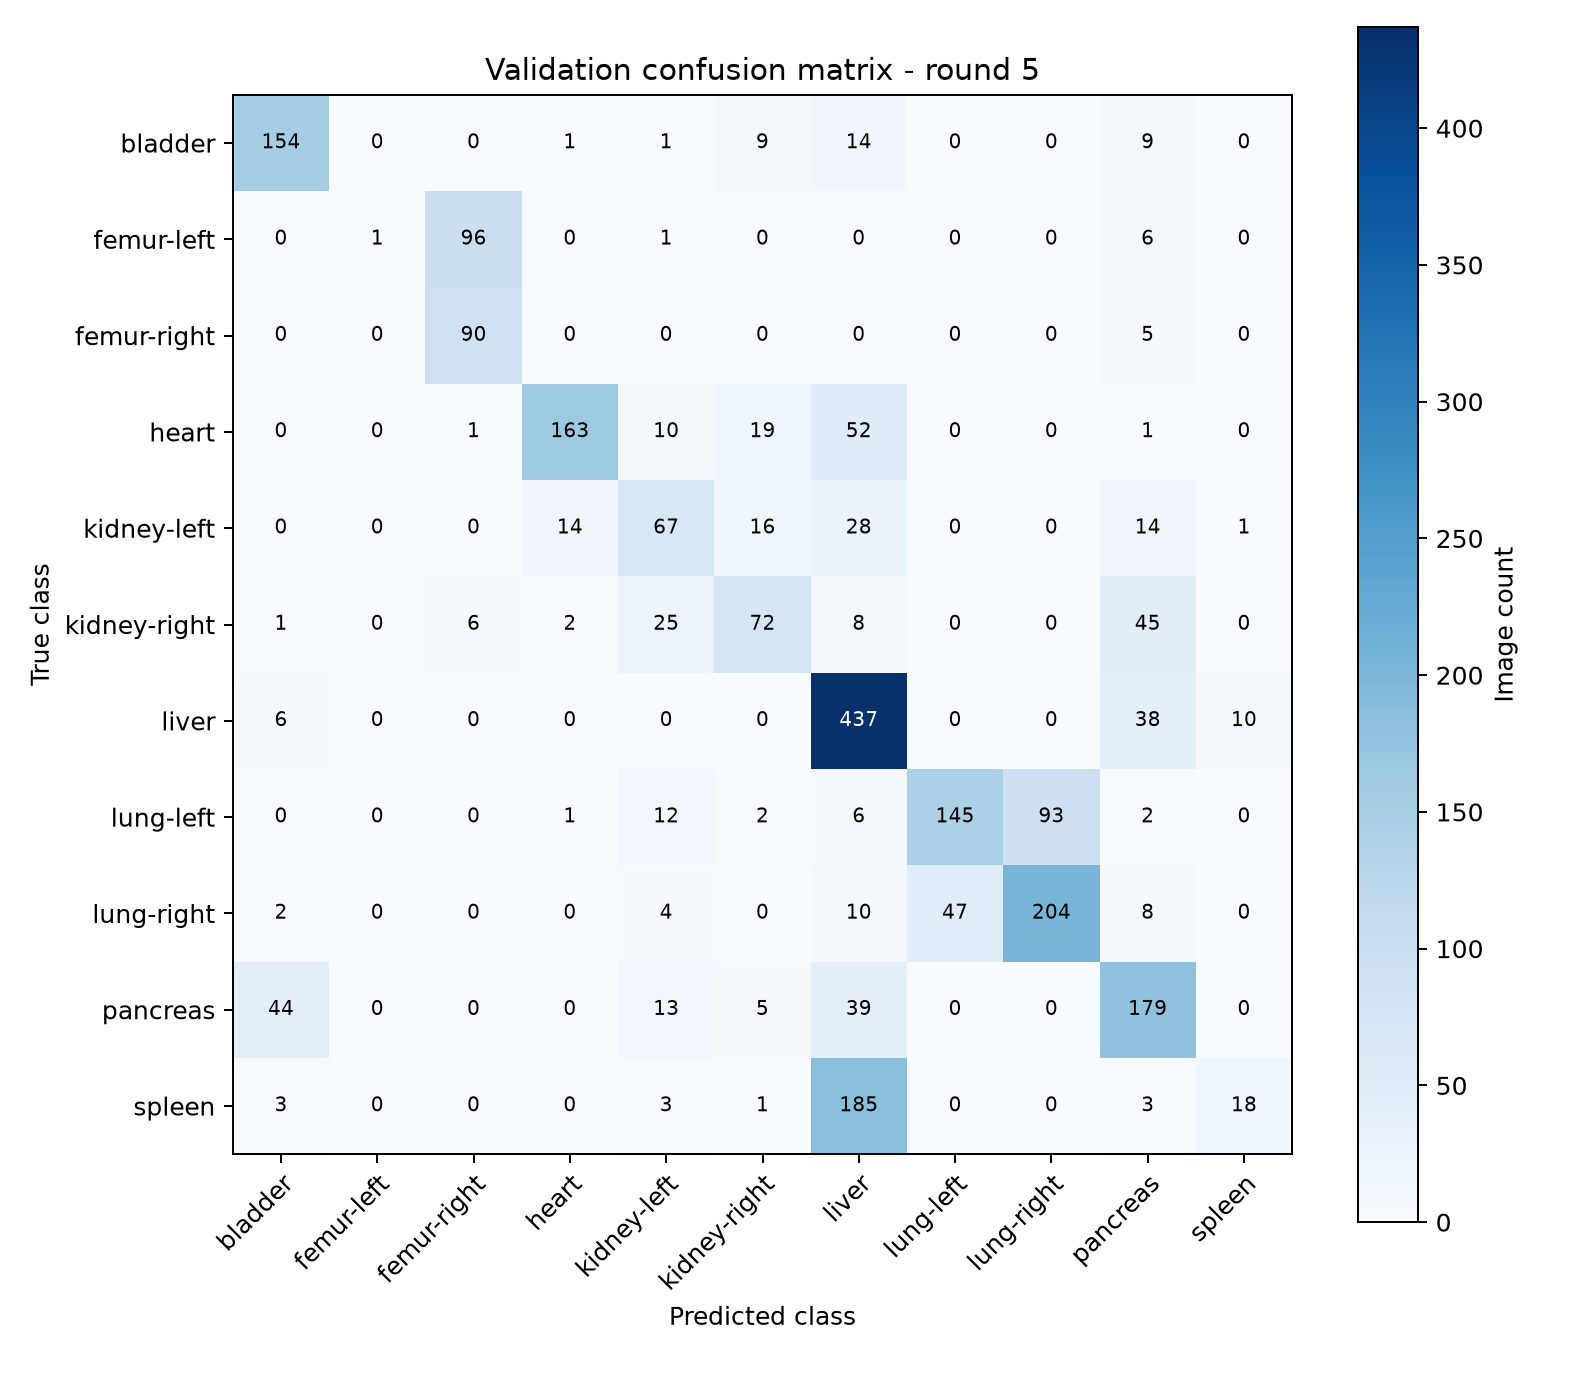 Validation confusion matrix - round 5
True class
bladder 154 0 0 1 1 9 14 0 0 9 0
femur-left 0 1 96 0 1 0 0 0 0 6 0
femur-right 0 0 90 0 0 0 0 0 0 5 0
heart 0 0 1 163 10 19 52 0 0 1 0
kidney-left 0 0 0 14 67 16 28 0 0 14 1
kidney-right 1 0 6 2 25 72 8 0 0 45 0
liver 6 0 0 0 0 0 437 0 0 38 10
lung-left 0 0 0 1 12 2 6 145 93 2 0
lung-right 2 0 0 0 4 0 10 47 204 8 0
pancreas 44 0 0 0 13 5 39 0 0 179 0
spleen 3 0 0 0 3 1 185 0 0 3 18
bladder femur-left femur-right heart kidney-left kidney-right liver lung-left lung-right pancreas spleen
Predicted class
400
350
300
250
200
150
100
50
0
Image count